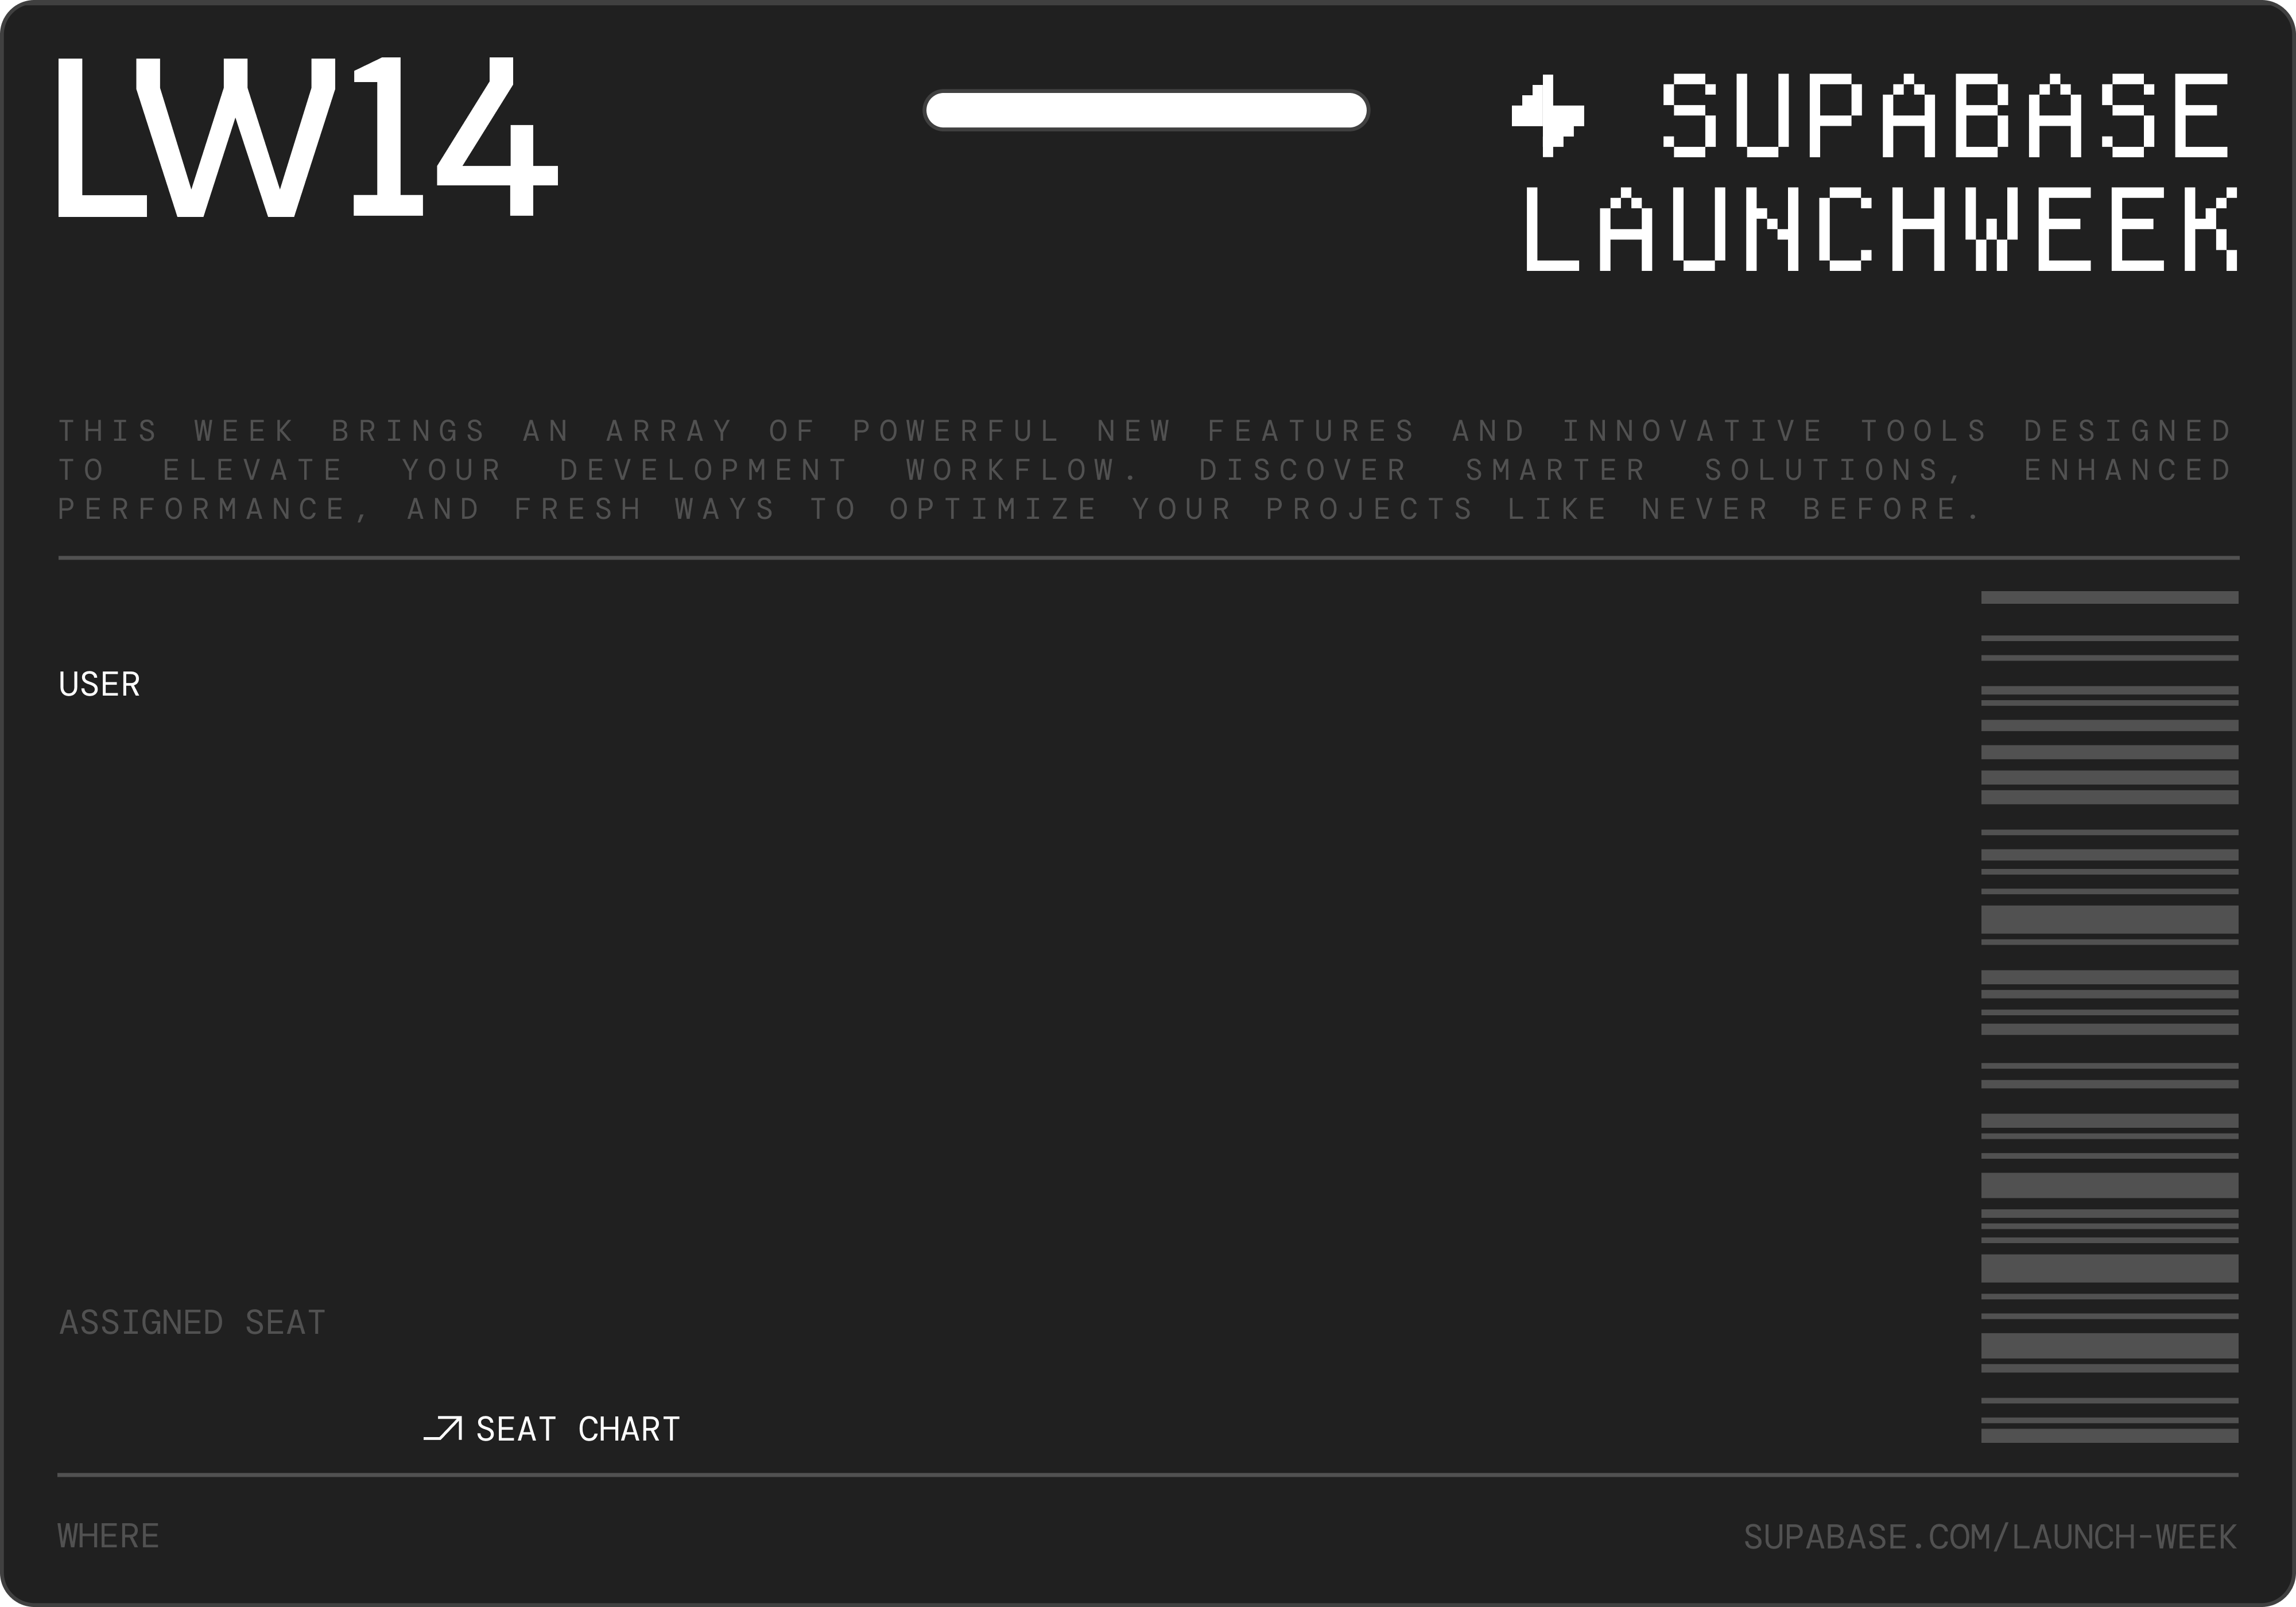 LW14
SUPABASE
LAUNCHWEEK
THIS WEEK BRINGS AN ARRAY OF POWERFUL NEW FEATURES AND INNOVATIVE TOOLS DESIGNED
TO ELEVATE YOUR DEVELOPMENT WORKFLOW. DISCOVER SMARTER SOLUTIONS, ENHANCED
PERFORMANCE, AND FRESH WAYS TO OPTIMIZE YOUR PROJECTS LIKE NEVER BEFORE.
USER
ASSIGNED SEAT
SEAT CHART
WHERE
SUPABASE.COM/LAUNCH-WEEK